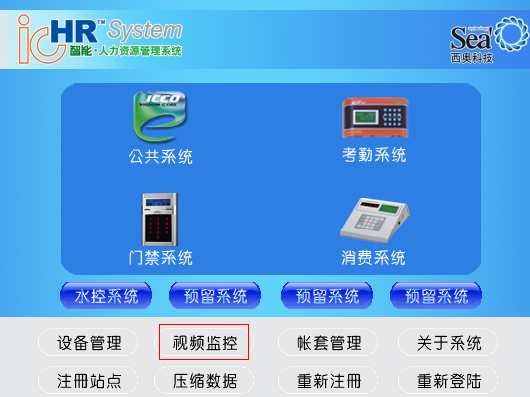 icHR™ System
智能·人力资源管理系统
Sea
西奥科技
ICCO
公共系统
考勤系统
门禁系统
消费系统
水控系统 预留系统 预留系统 预留系统
设备管理 视频监控 帐套管理 关于系统
注册站点 压缩数据 重新注册 重新登陆